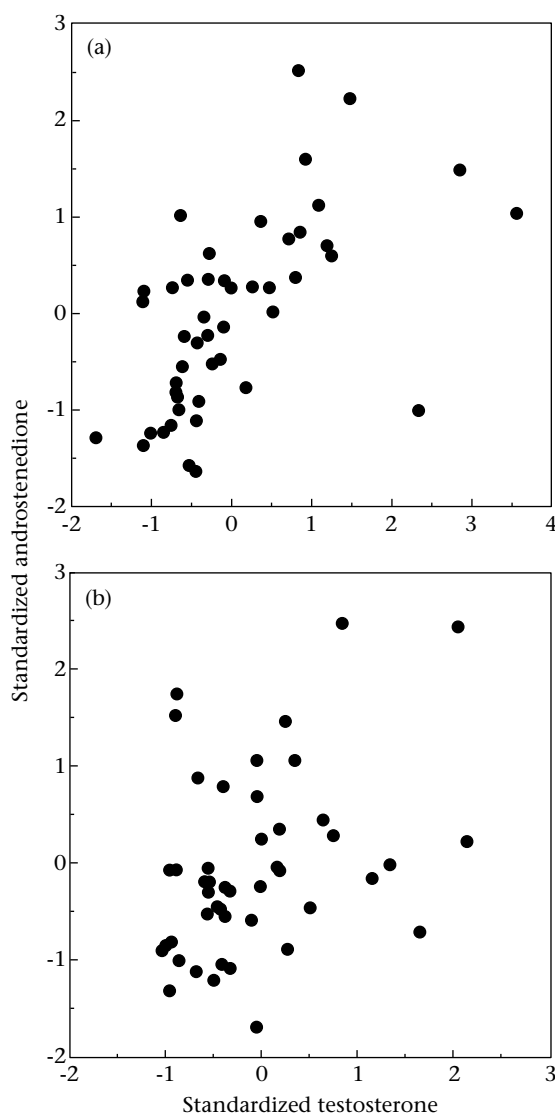 3
(a)
2
1
0
-1
-2
-2 -1 0 1 2 3 4
Standardized androstenedione
3
(b)
2
1
0
-1
-2
-2 -1 0 1 2 3
Standardized testosterone